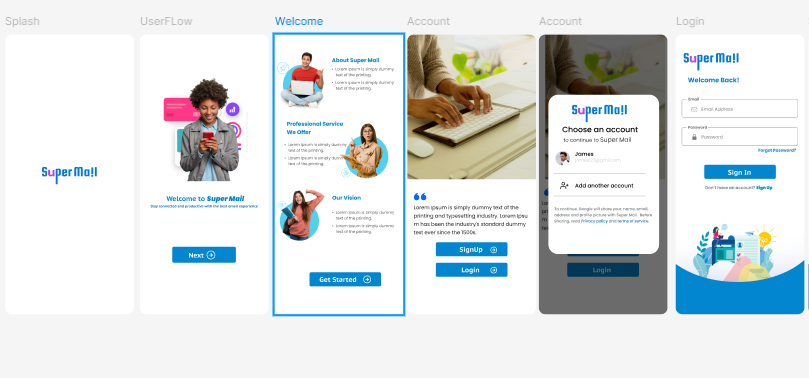 Splash
UserFLow
Welcome
Account
Account
Login
Super Ma!l
Welcome to Super Mail
Stay connected and productive with the best email experience
Next
About Super Mail
• Lorem Ipsum is simply dummy
text of the printing.
• Lorem Ipsum is simply dummy
text of the printing.
Professional Service
We Offer
• Lorem Ipsum is simply dummy
text of the printing.
• Lorem Ipsum is simply dummy
text of the printing.
Our Vision
• Lorem Ipsum is simply dummy
text of the printing.
• Lorem Ipsum is simply dummy
text of the printing.
Get Started
Lorem Ipsum is simply dummy text of the
printing and typesetting industry. Lorem Ipsu
m has been the industry's standard dummy
text ever since the 1500s.
SignUp
Login
Super Ma!l
Choose an account
to continue to Super Mail
James
Add another account
To continue, Google will share your name, email
address and profile picture with Super Mail. Before
Sharing, read Privacy policy and terms of service.
Login
Super Ma!l
Welcome Back!
Email
Email Address
Password
Password
Forget Password?
Sign In
Don't have an account? Sign Up